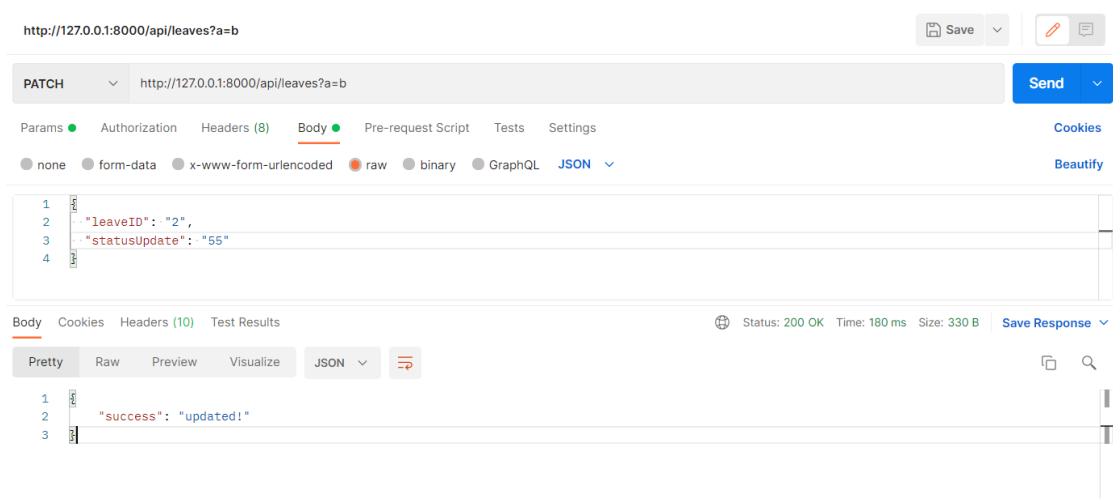 http://127.0.0.1:8000/api/leaves?a=b Save
PATCH http://127.0.0.1:8000/api/leaves?a=b Send
Params Authorization Headers (8) Body Pre-request Script Tests Settings Cookies
none form-data x-www-form-urlencoded raw binary GraphQL JSON Beautify
1 {
2 "leaveID": "2",
3 "statusUpdate": "55"
4 }
Body Cookies Headers (10) Test Results Status: 200 OK Time: 180 ms Size: 330 B Save Response
Pretty Raw Preview Visualize JSON
1 {
2 "success": "updated!"
3 }